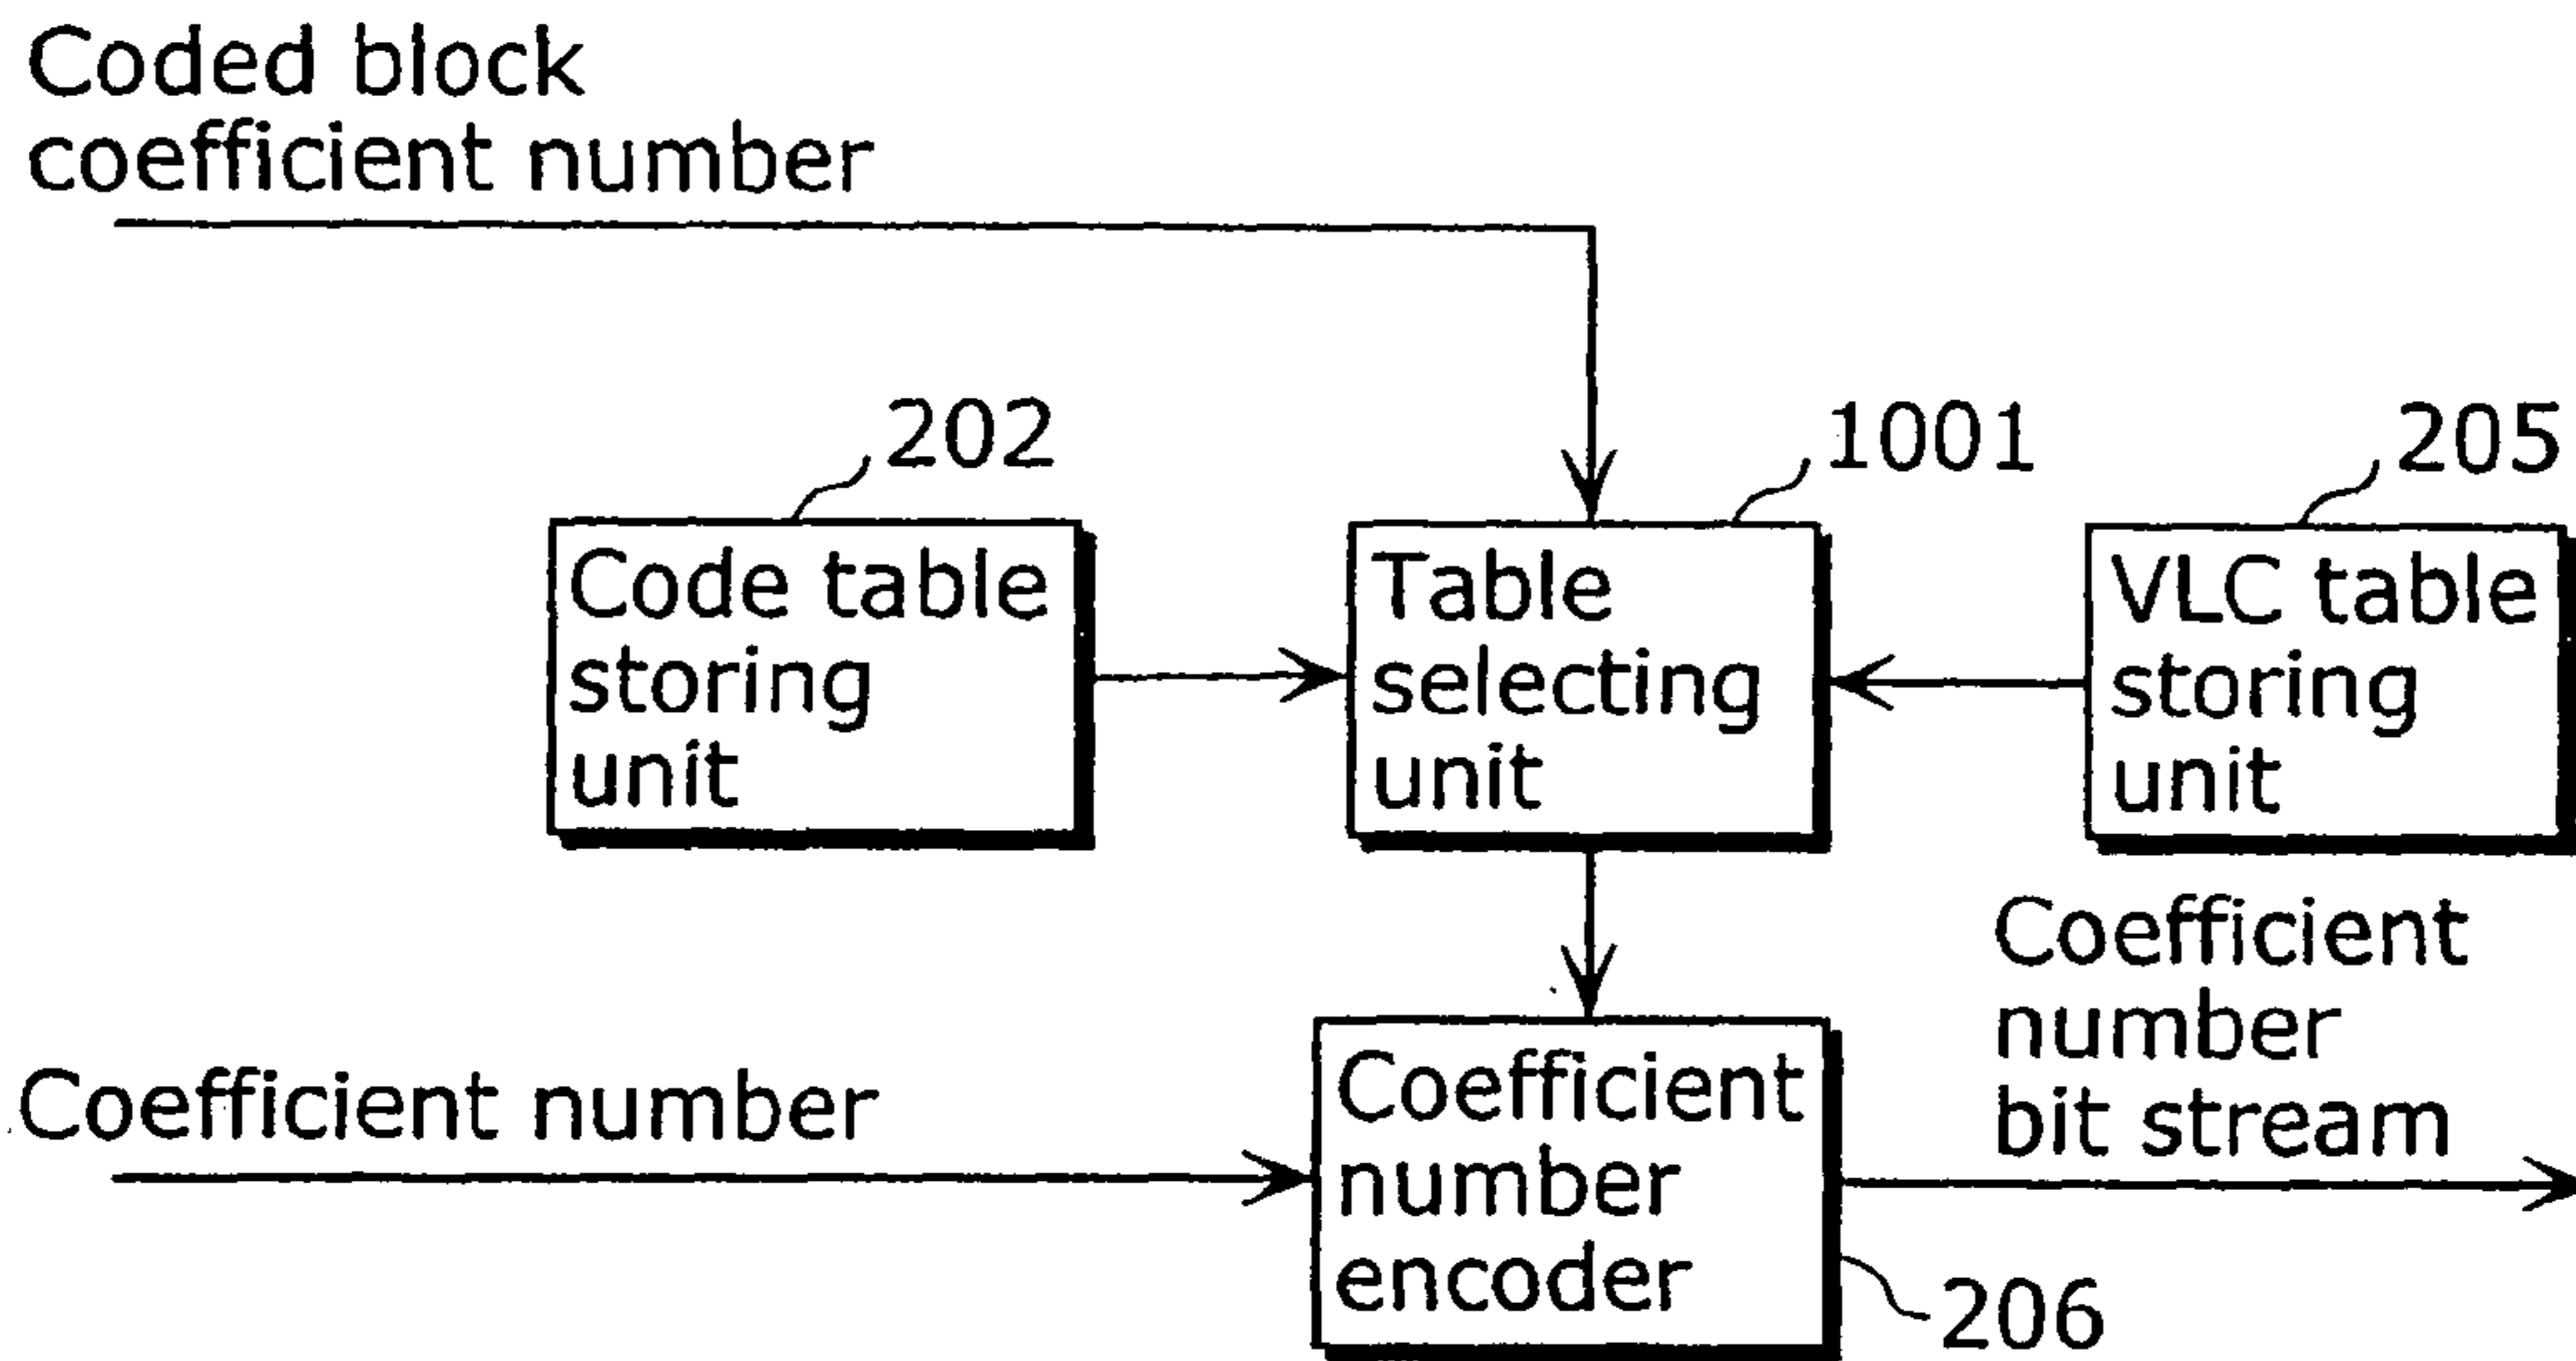 Coded block
coefficient number
202
1001
205
Code table
storing
unit
Table
selecting
unit
VLC table
storing
unit
Coefficient number
Coefficient
number
encoder
Coefficient
number
bit stream
206